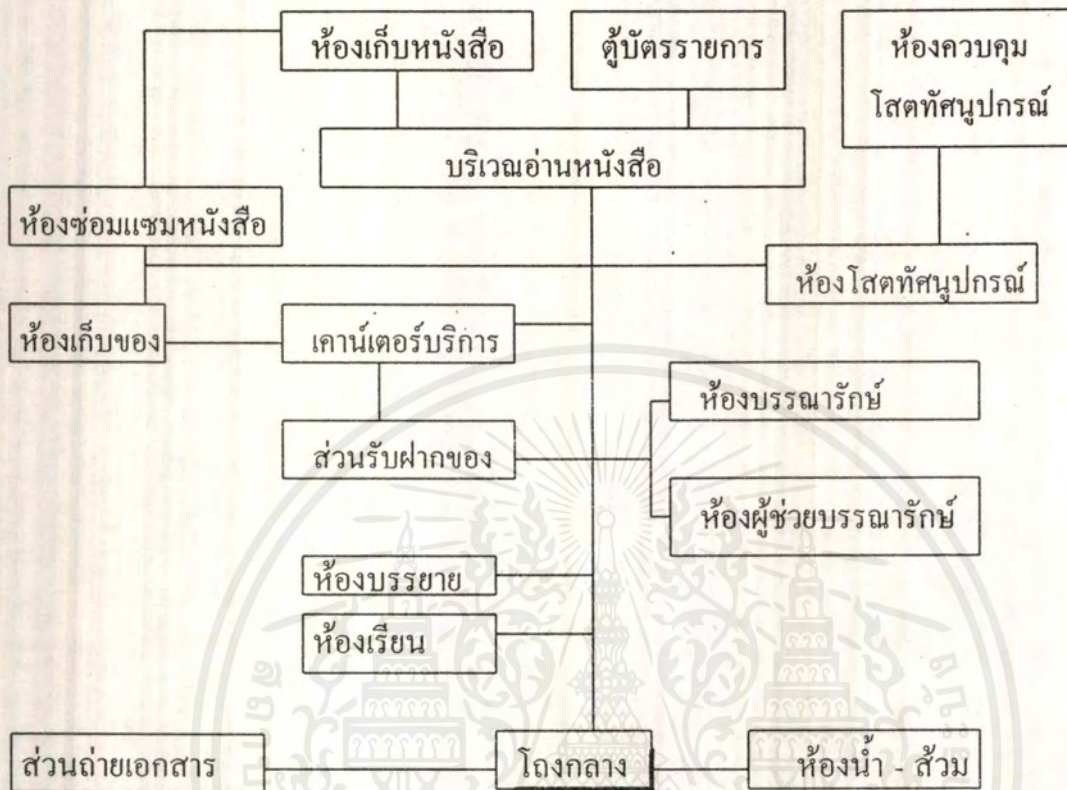 ห้องเก็บหนังสือ
ตู้บัตรรายการ
ห้องควบคุม
โสตทัศนูปกรณ์
บริเวณอ่านหนังสือ
ห้องซ่อมแซมหนังสือ
ห้องโสตทัศนูปกรณ์
ห้องเก็บของ
เคาน์เตอร์บริการ
ห้องบรรณารักษ์
ส่วนรับฝากของ
ห้องผู้ช่วยบรรณารักษ์
ห้องบรรยาย
ห้องเรียน
ส่วนถ่ายเอกสาร
โถงกลาง
ห้องน้ำ - ส้วม